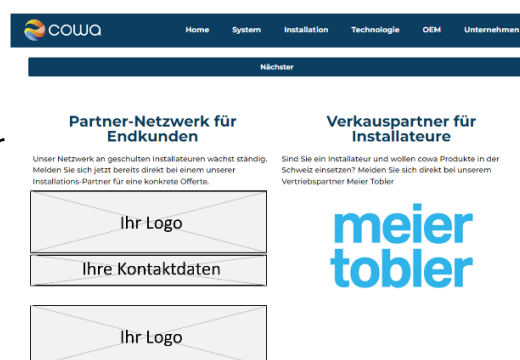 cowa
Home System Installation Technologie OEM Unternehmen
Nächster
Partner-Netzwerk für
Endkunden
Unser Netzwerk an geschulten Installateuren wächst ständig.
Melden Sie sich jetzt bereits direkt bei einem unserer
Installations-Partner für eine konkrete Offerte.
Ihr Logo
Ihre Kontaktdaten
Ihr Logo
Verkauspartner für
Installateure
Sind Sie ein Installateur und wollen cowa Produkte in der
Schweiz einsetzen? Melden Sie sich direkt bei unserem
Vertriebspartner Meier Tobler
meier
tobler